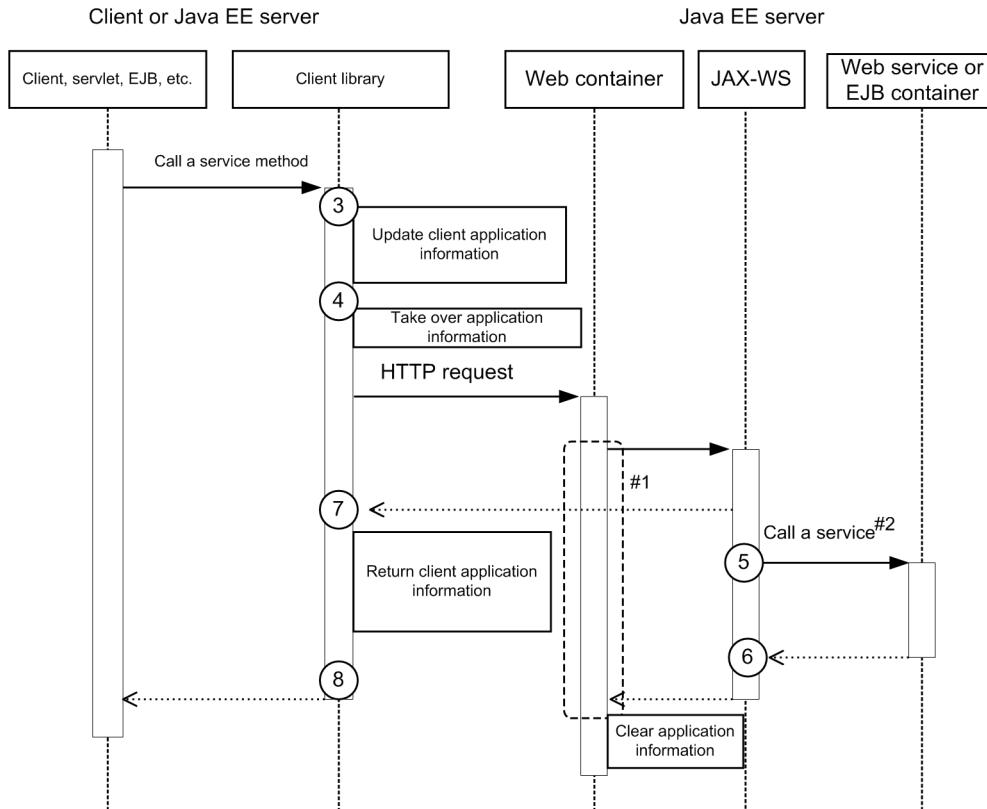 Client or Java EE server
Java EE server
Client, servlet, EJB, etc.
Client library
Web container
JAX-WS
Web service or
EJB container
Call a service method
3
Update client application
information
4
Take over application
information
HTTP request
#1
7
Call a service#2
5
Return client application
information
6
8
Clear application
information